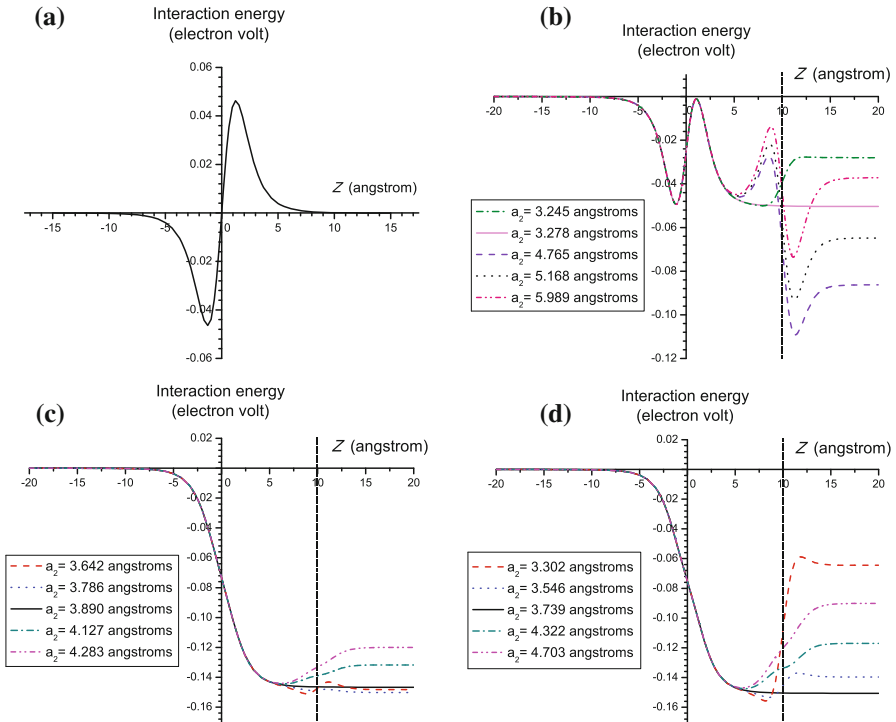 (a)
Interaction energy
(electron volt)
0.06
0.04
0.02
Z (angstrom)
-15 -10 -5 0 5 10 15
-0.02
-0.04
-0.06
(b)
Interaction energy
(electron volt)
Z (angstrom)
-20 -15 -10 -5 0 5 10 15 20
-0.02
-0.04
-0.06
-0.08
-0.10
-0.12
a2= 3.245 angstroms
a2= 3.278 angstroms
a2= 4.765 angstroms
a2= 5.168 angstroms
a2= 5.989 angstroms
(c)
Interaction energy
(electron volt)
0.02
Z (angstrom)
-20 -15 -10 -5 0 5 10 15 20
-0.02
-0.04
-0.06
-0.08
-0.10
-0.12
-0.14
-0.16
a2= 3.642 angstroms
a2= 3.786 angstroms
a2= 3.890 angstroms
a2= 4.127 angstroms
a2= 4.283 angstroms
(d)
Interaction energy
(electron volt)
0.02
Z (angstrom)
-20 -15 -10 -5 0 5 10 15 20
-0.02
-0.04
-0.06
-0.08
-0.10
-0.12
-0.14
-0.16
a2= 3.302 angstroms
a2= 3.546 angstroms
a2= 3.739 angstroms
a2= 4.322 angstroms
a2= 4.703 angstroms